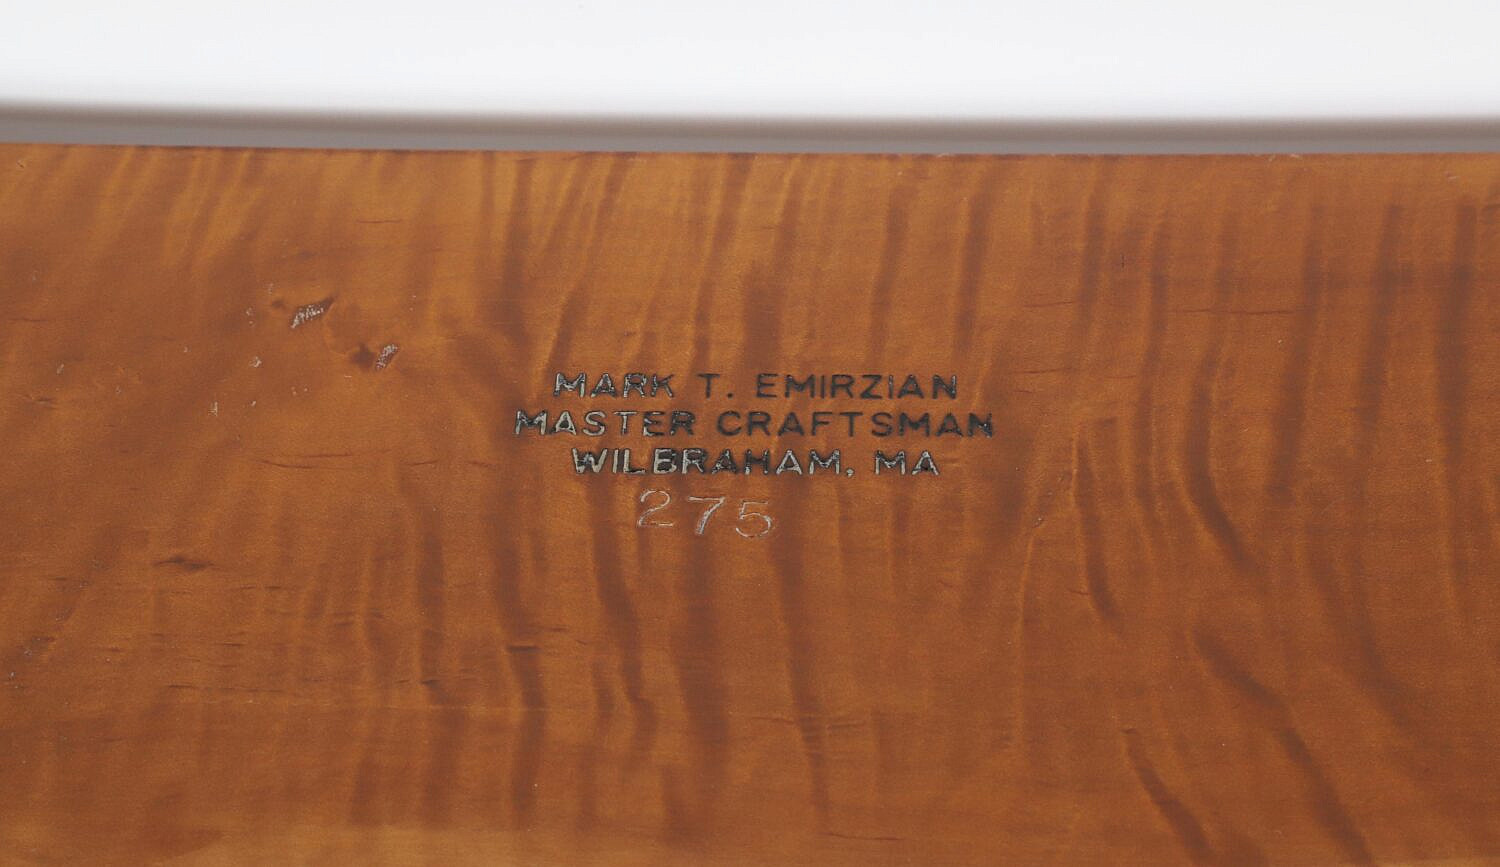 MARK T. EMIRZIAN
MASTER CRAFTSMAN
WILBRAHAM, MA
275